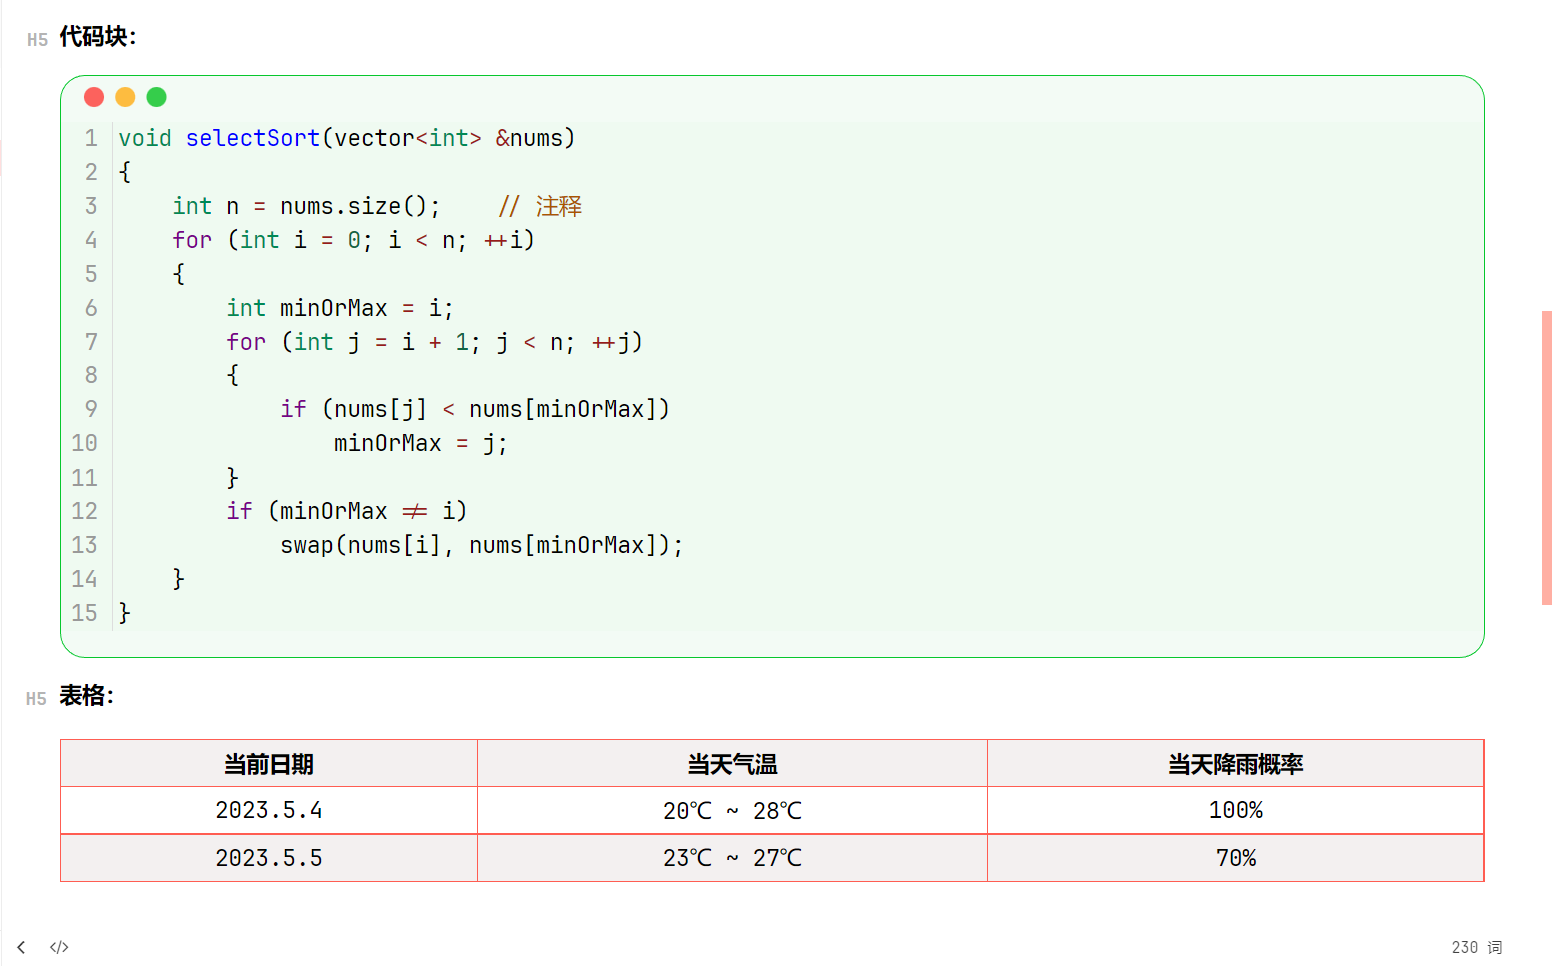 H5 代码块：
1 void selectSort(vector<int> &nums)
2 {
3     int n = nums.size();    // 注释
4     for (int i = 0; i < n; ++i)
5     {
6         int minOrMax = i;
7         for (int j = i + 1; j < n; ++j)
8         {
9             if (nums[j] < nums[minOrMax])
10                 minOrMax = j;
11         }
12         if (minOrMax != i)
13             swap(nums[i], nums[minOrMax]);
14     }
15 }
H5 表格：
当前日期 当天气温 当天降雨概率
2023.5.4 20℃ ~ 28℃ 100%
2023.5.5 23℃ ~ 27℃ 70%
</> 230 词